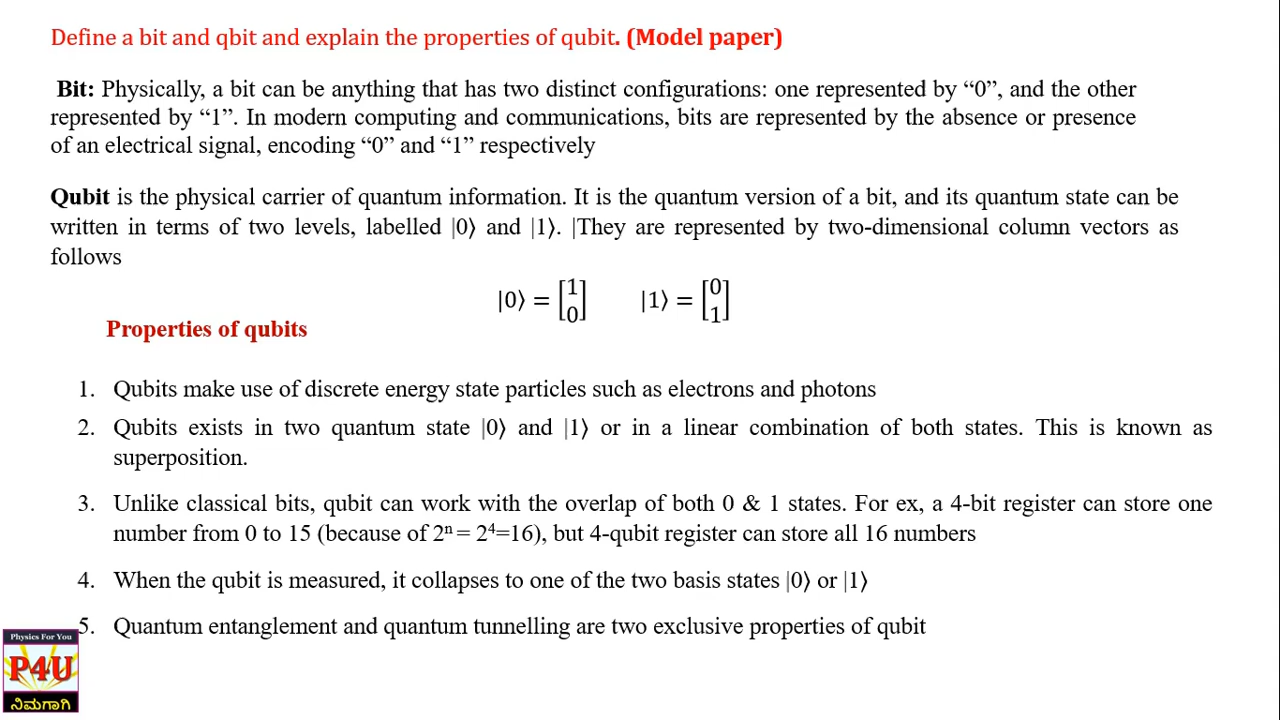 Define a bit and qbit and explain the properties of qubit. (Model paper)
Bit: Physically, a bit can be anything that has two distinct configurations: one represented by “0”, and the other
represented by “1”. In modern computing and communications, bits are represented by the absence or presence
of an electrical signal, encoding “0” and “1” respectively
Qubit is the physical carrier of quantum information. It is the quantum version of a bit, and its quantum state can be
written in terms of two levels, labelled |0⟩ and |1⟩. |They are represented by two-dimensional column vectors as
follows
|0⟩ = [1 0] |1⟩ = [0 1]
Properties of qubits
1. Qubits make use of discrete energy state particles such as electrons and photons
2. Qubits exists in two quantum state |0⟩ and |1⟩ or in a linear combination of both states. This is known as
superposition.
3. Unlike classical bits, qubit can work with the overlap of both 0 & 1 states. For ex, a 4-bit register can store one
number from 0 to 15 (because of 2ⁿ = 2⁴=16), but 4-qubit register can store all 16 numbers
4. When the qubit is measured, it collapses to one of the two basis states |0⟩ or |1⟩
5. Quantum entanglement and quantum tunnelling are two exclusive properties of qubit
Physics For You
P4U
ನಿಮಗಾಗಿ